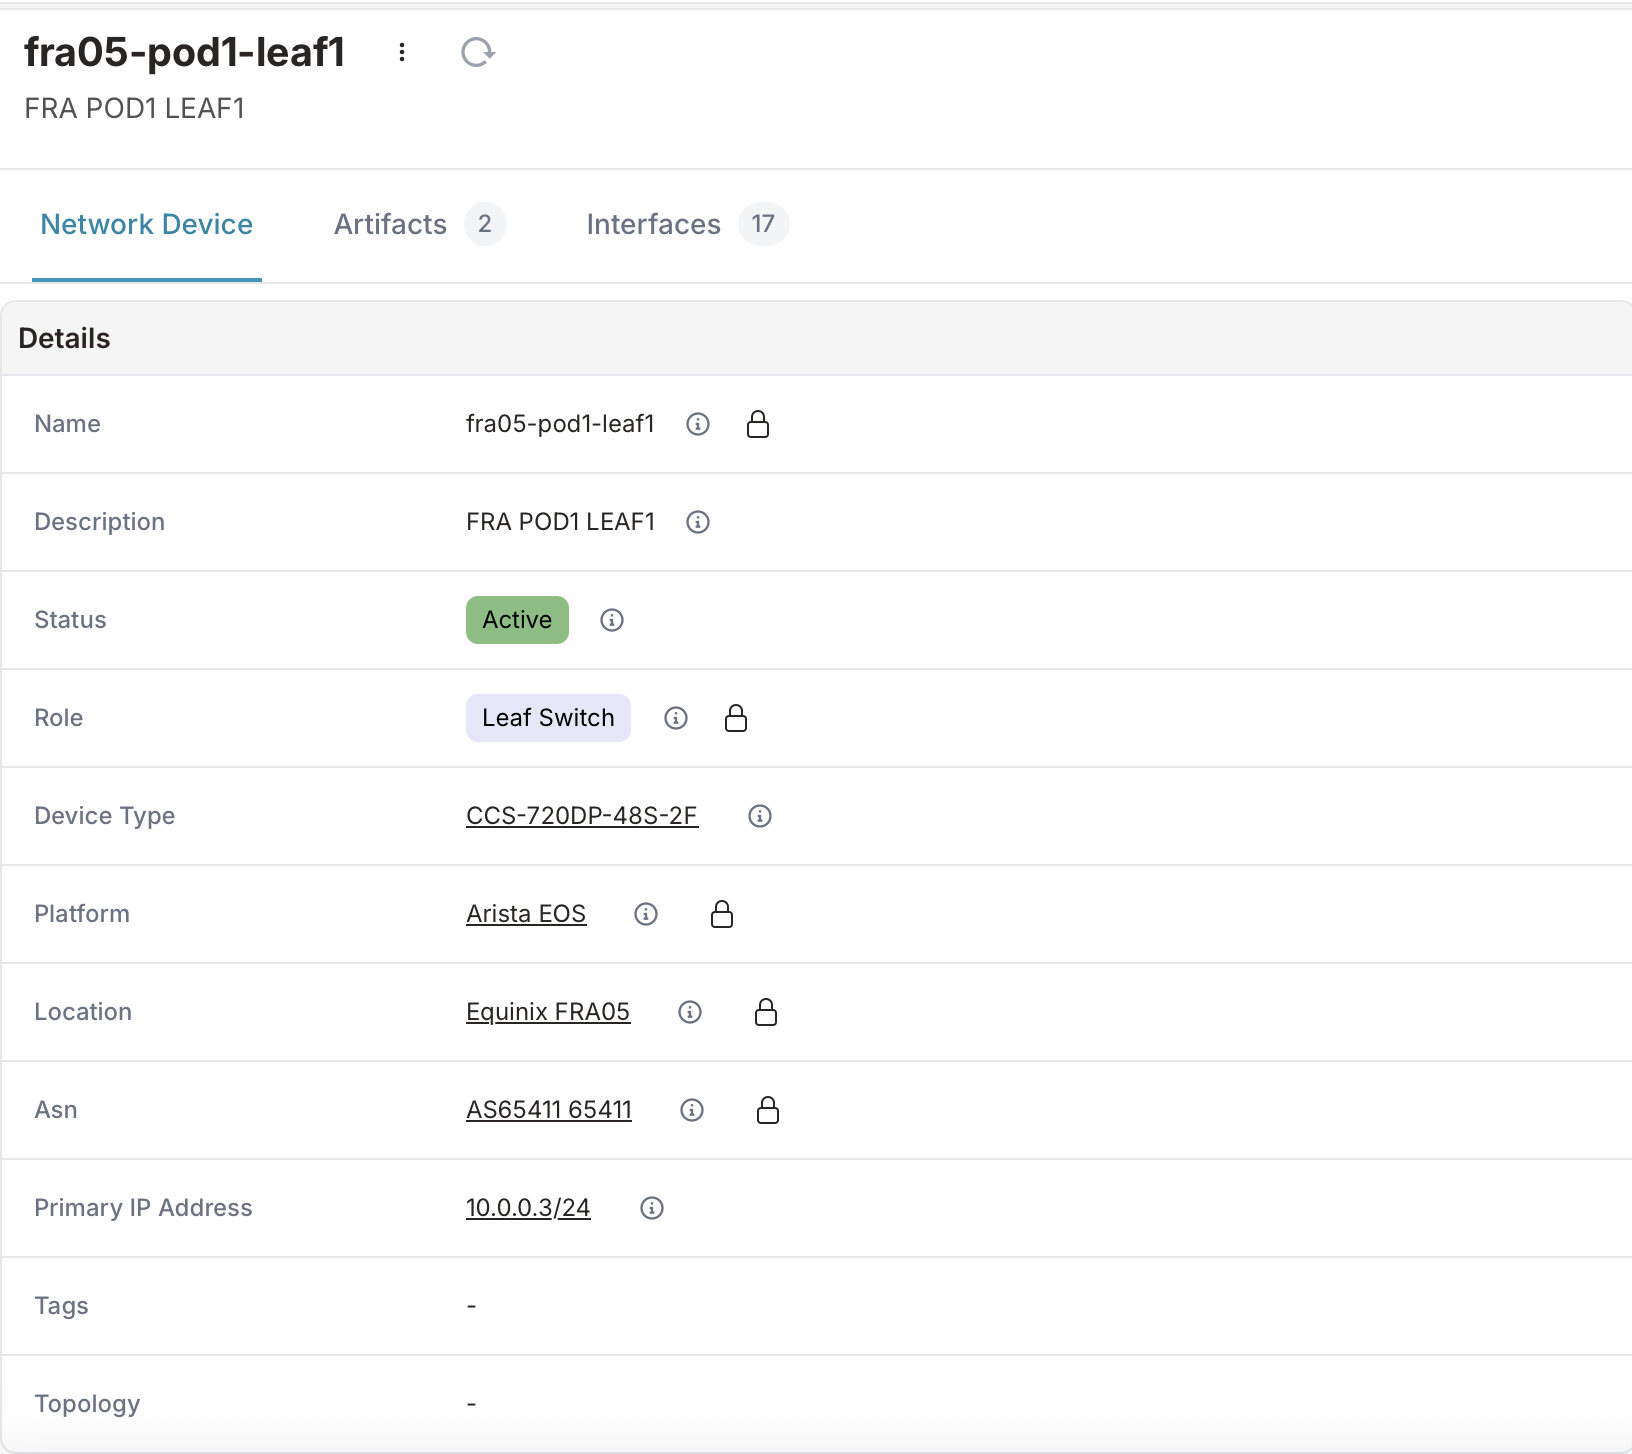 fra05-pod1-leaf1
FRA POD1 LEAF1
Network Device Artifacts 2 Interfaces 17
Details
Name fra05-pod1-leaf1
Description FRA POD1 LEAF1
Status Active
Role Leaf Switch
Device Type CCS-720DP-48S-2F
Platform Arista EOS
Location Equinix FRA05
Asn AS65411 65411
Primary IP Address 10.0.0.3/24
Tags -
Topology -